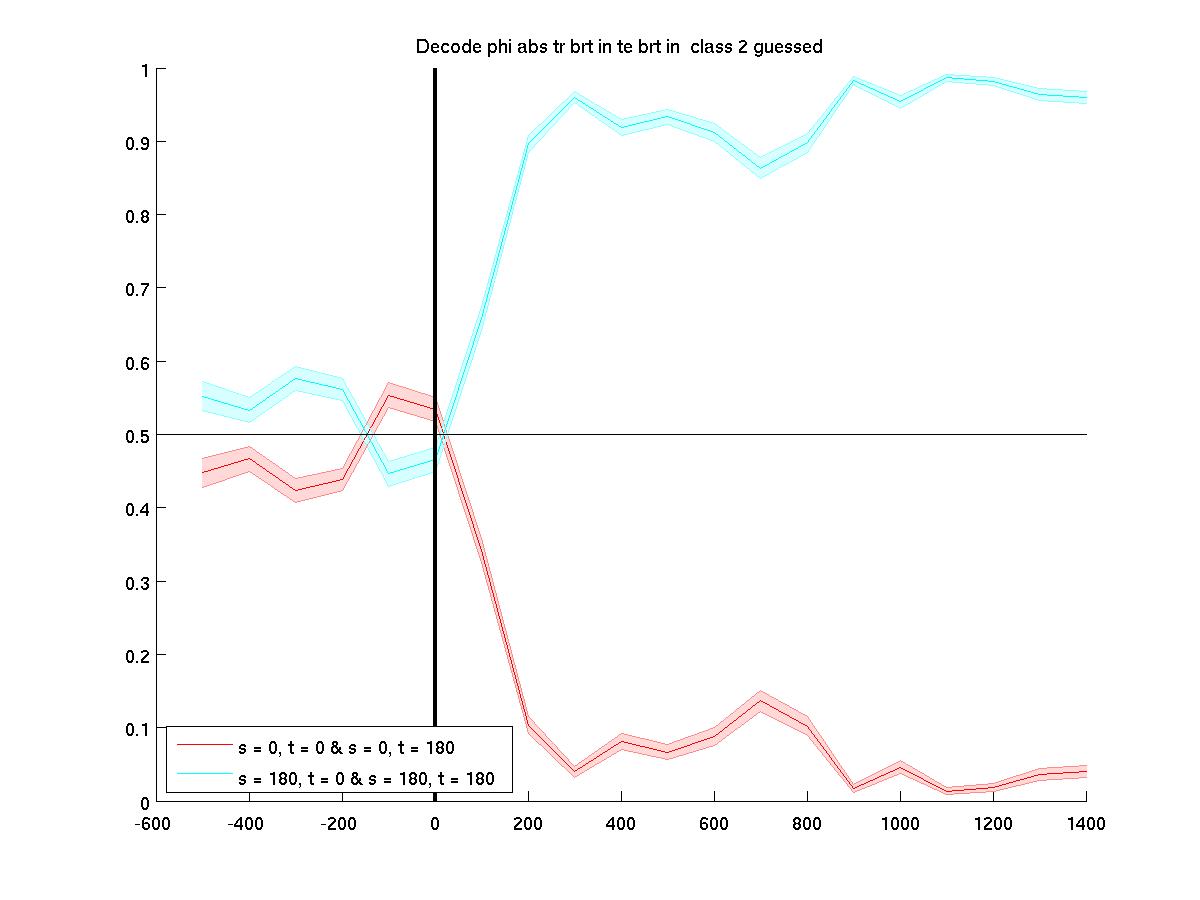 Decode phi abs tr brt in te brt in  class 2 guessed
1
0.9
0.8
0.7
0.6
0.5
0.4
0.3
0.2
0.1
0
s = 0, t = 0 & s = 0, t = 180
s = 180, t = 0 & s = 180, t = 180
-600 -400 -200 0 200 400 600 800 1000 1200 1400